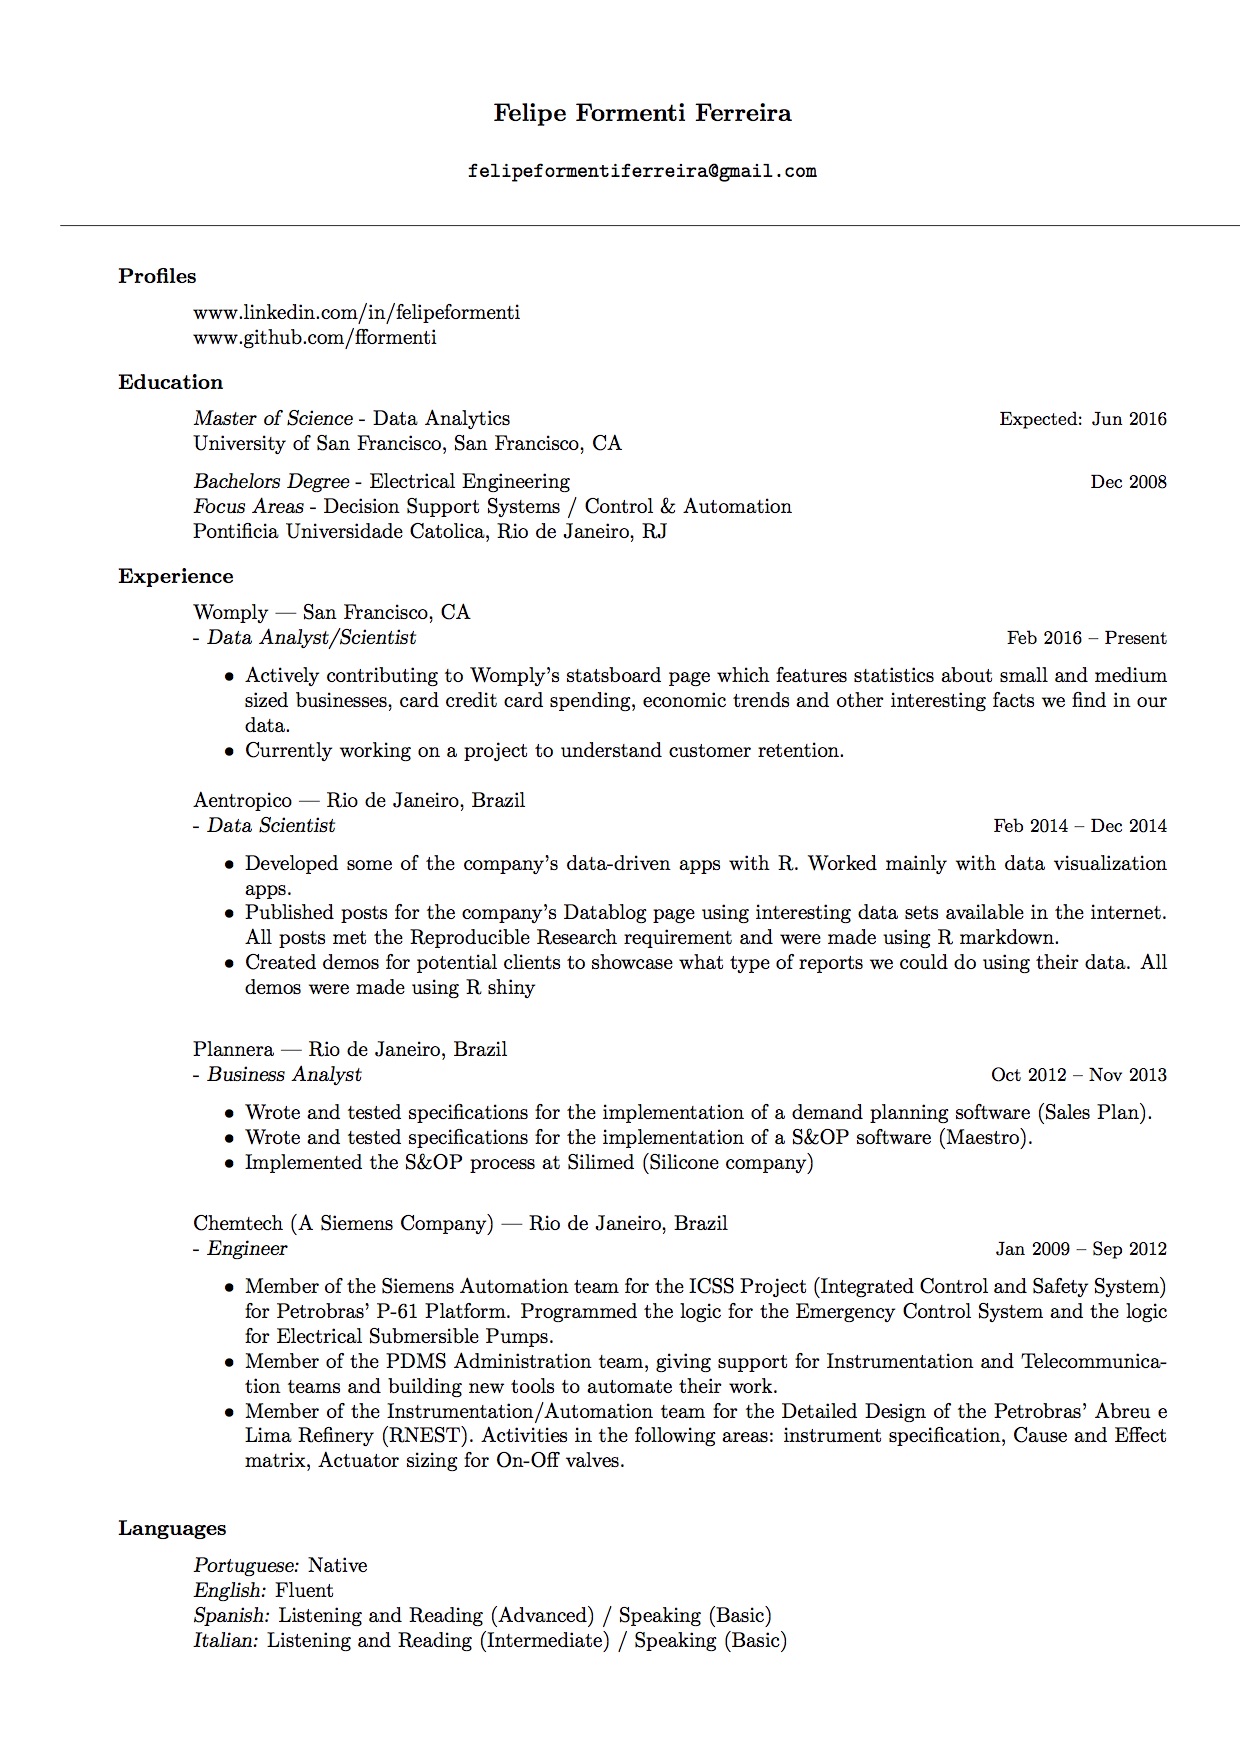 Felipe Formenti Ferreira
felipeformentiferreira@gmail.com
Profiles
www.linkedin.com/in/felipeformenti
www.github.com/fformenti
Education
Master of Science - Data Analytics Expected: Jun 2016
University of San Francisco, San Francisco, CA
Bachelors Degree - Electrical Engineering Dec 2008
Focus Areas - Decision Support Systems / Control & Automation
Pontificia Universidade Catolica, Rio de Janeiro, RJ
Experience
Womply — San Francisco, CA
- Data Analyst/Scientist Feb 2016 – Present
• Actively contributing to Womply's statsboard page which features statistics about small and medium
sized businesses, card credit card spending, economic trends and other interesting facts we find in our
data.
• Currently working on a project to understand customer retention.
Aentropico — Rio de Janeiro, Brazil
- Data Scientist Feb 2014 – Dec 2014
• Developed some of the company's data-driven apps with R. Worked mainly with data visualization
apps.
• Published posts for the company's Datablog page using interesting data sets available in the internet.
All posts met the Reproducible Research requirement and were made using R markdown.
• Created demos for potential clients to showcase what type of reports we could do using their data. All
demos were made using R shiny
Plannera — Rio de Janeiro, Brazil
- Business Analyst Oct 2012 – Nov 2013
• Wrote and tested specifications for the implementation of a demand planning software (Sales Plan).
• Wrote and tested specifications for the implementation of a S&OP software (Maestro).
• Implemented the S&OP process at Silimed (Silicone company)
Chemtech (A Siemens Company) — Rio de Janeiro, Brazil
- Engineer Jan 2009 – Sep 2012
• Member of the Siemens Automation team for the ICSS Project (Integrated Control and Safety System)
for Petrobras' P-61 Platform. Programmed the logic for the Emergency Control System and the logic
for Electrical Submersible Pumps.
• Member of the PDMS Administration team, giving support for Instrumentation and Telecommunica-
tion teams and building new tools to automate their work.
• Member of the Instrumentation/Automation team for the Detailed Design of the Petrobras' Abreu e
Lima Refinery (RNEST). Activities in the following areas: instrument specification, Cause and Effect
matrix, Actuator sizing for On-Off valves.
Languages
Portuguese: Native
English: Fluent
Spanish: Listening and Reading (Advanced) / Speaking (Basic)
Italian: Listening and Reading (Intermediate) / Speaking (Basic)